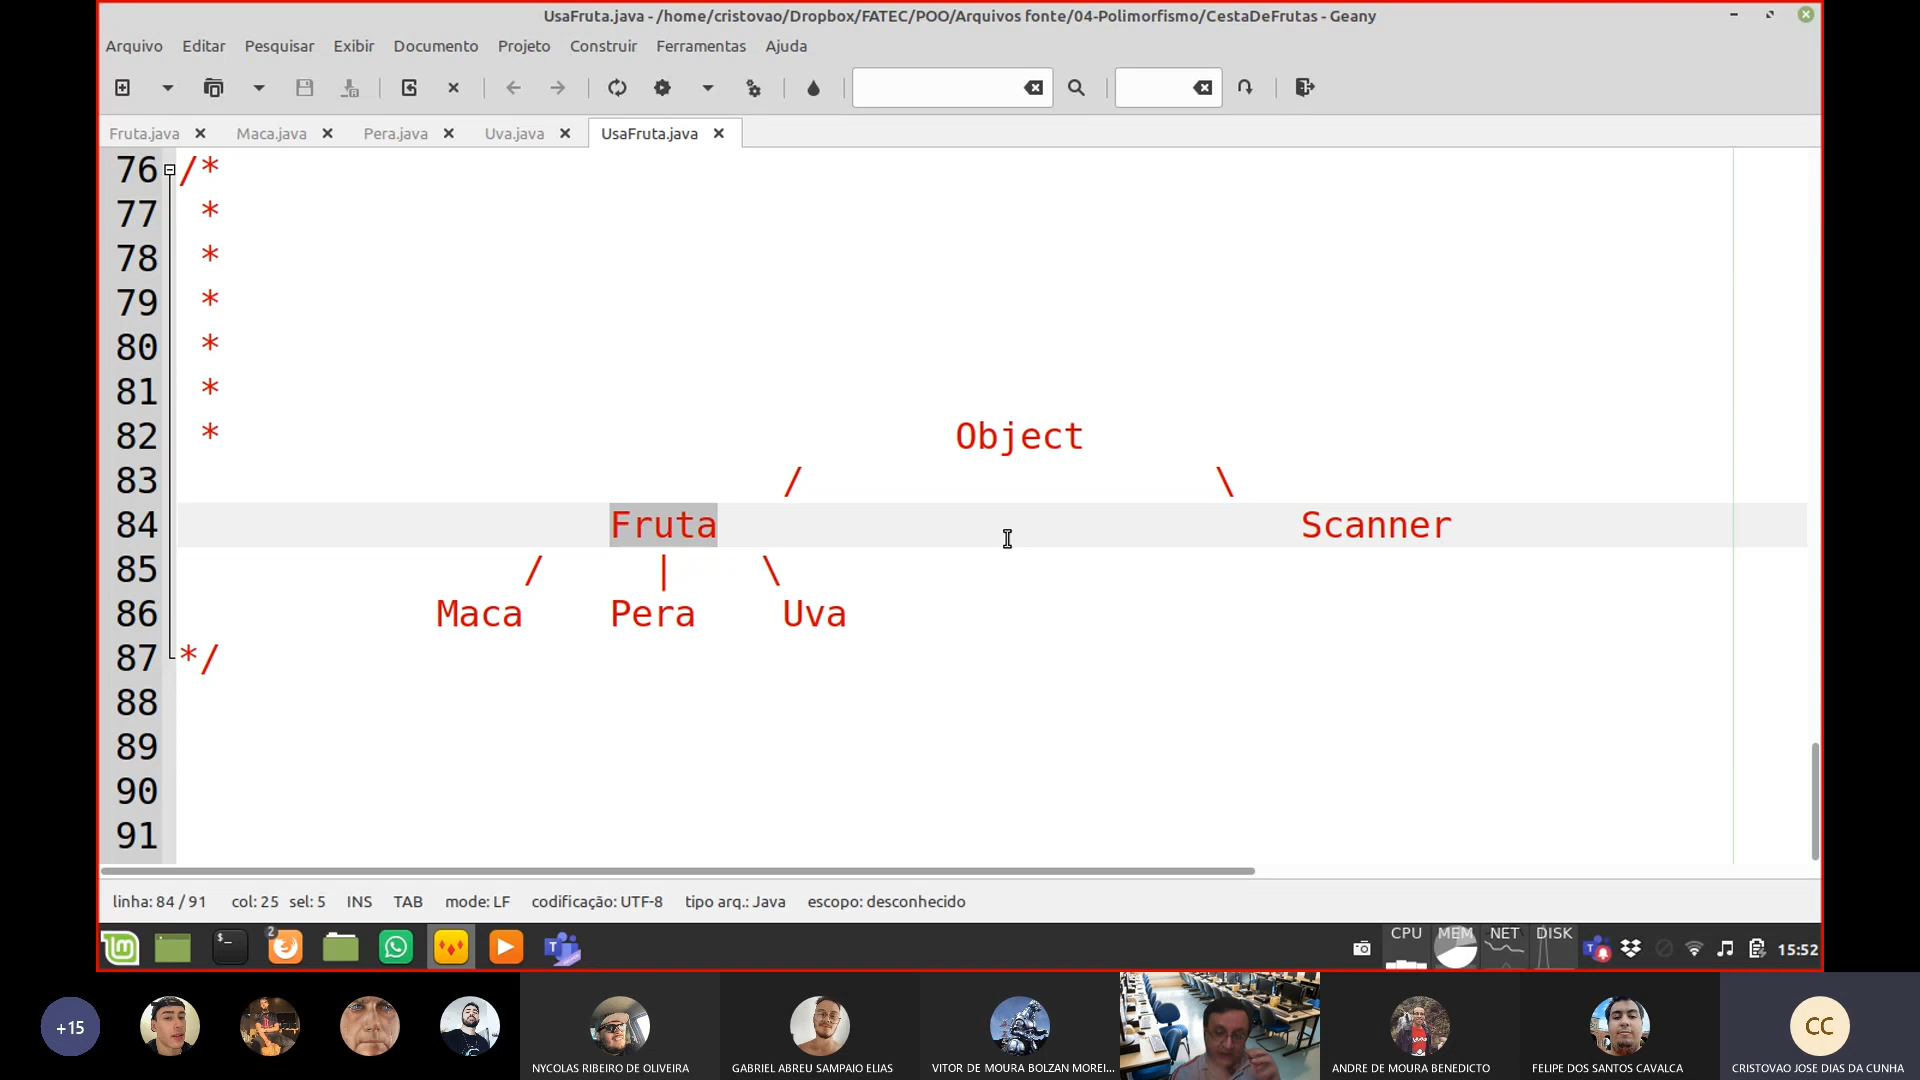 UsaFruta.java - /home/cristovao/Dropbox/FATEC/POO/Arquivos fonte/04-Polimorfismo/CestaDeFrutas - Geany
Arquivo Editar Pesquisar Exibir Documento Projeto Construir Ferramentas Ajuda
Fruta.java Maca.java Pera.java Uva.java UsaFruta.java
76 /*
77 *
78 *
79 *
80 *
81 *
82 * Object
83 / \
84 Fruta Scanner
85 / | \
86 Maca Pera Uva
87 */
88
89
90
91
linha: 84 / 91 col: 25 sel: 5 INS TAB mode: LF codificação: UTF-8 tipo arq.: Java escopo: desconhecido
2 CPU MEM NET DISK 15:52
+15 CC
NYCOLAS RIBEIRO DE OLIVEIRA GABRIEL ABREU SAMPAIO ELIAS VITOR DE MOURA BOLZAN MOREI... ANDRE DE MOURA BENEDICTO FELIPE DOS SANTOS CAVALCA CRISTOVAO JOSE DIAS DA CUNHA